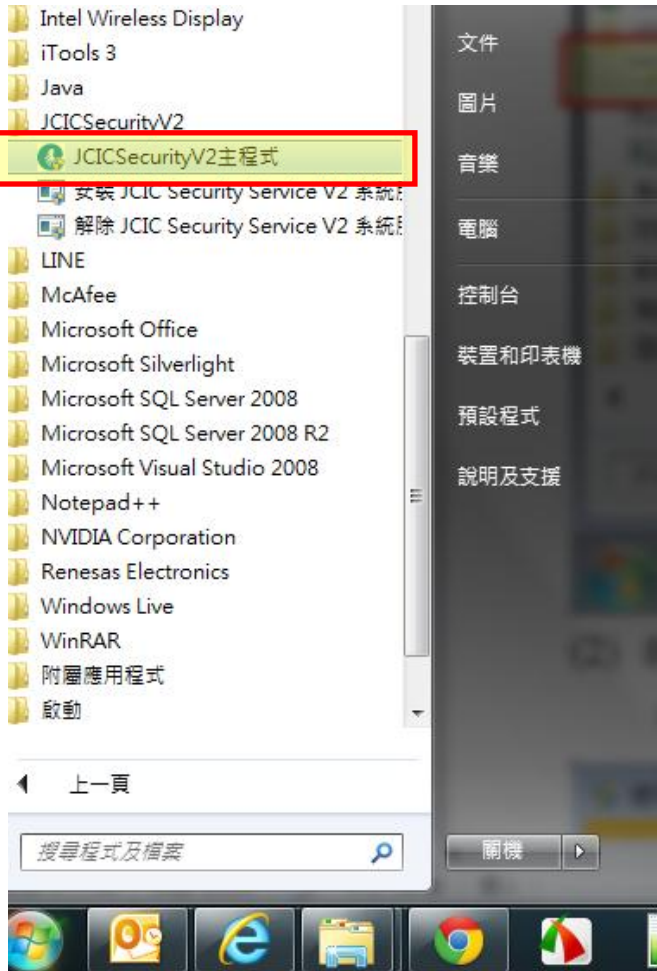 Intel Wireless Display
iTools 3
Java
JCICSecurityV2
JCICSecurityV2主程式
安裝 JCIC Security Service V2 系統
解除 JCIC Security Service V2 系統
LINE
McAfee
Microsoft Office
Microsoft Silverlight
Microsoft SQL Server 2008
Microsoft SQL Server 2008 R2
Microsoft Visual Studio 2008
Notepad++
NVIDIA Corporation
Renesas Electronics
Windows Live
WinRAR
附屬應用程式
啟動
上一頁
搜尋程式及檔案
文件
圖片
音樂
電腦
控制台
裝置和印表機
預設程式
說明及支援
關機